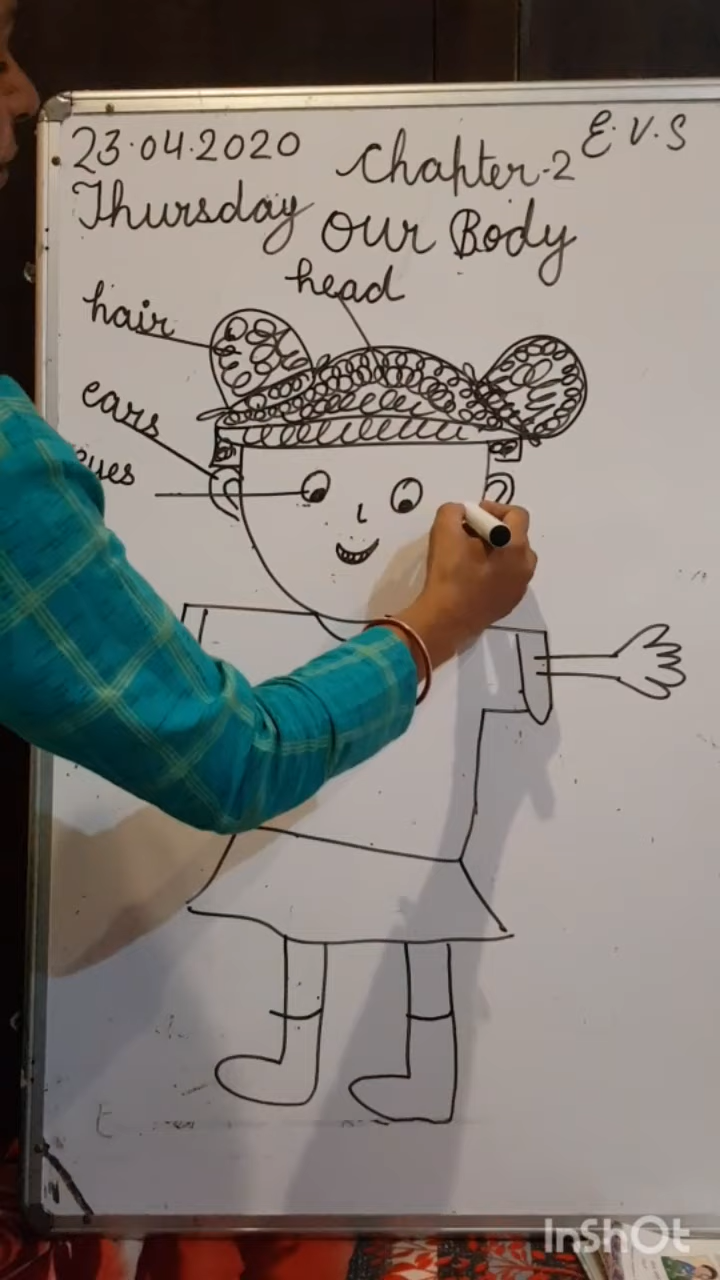 23.04.2020
Thursday
Chapter-2
E.V.S
Our Body
head
hair
ears
eyes
InShOt